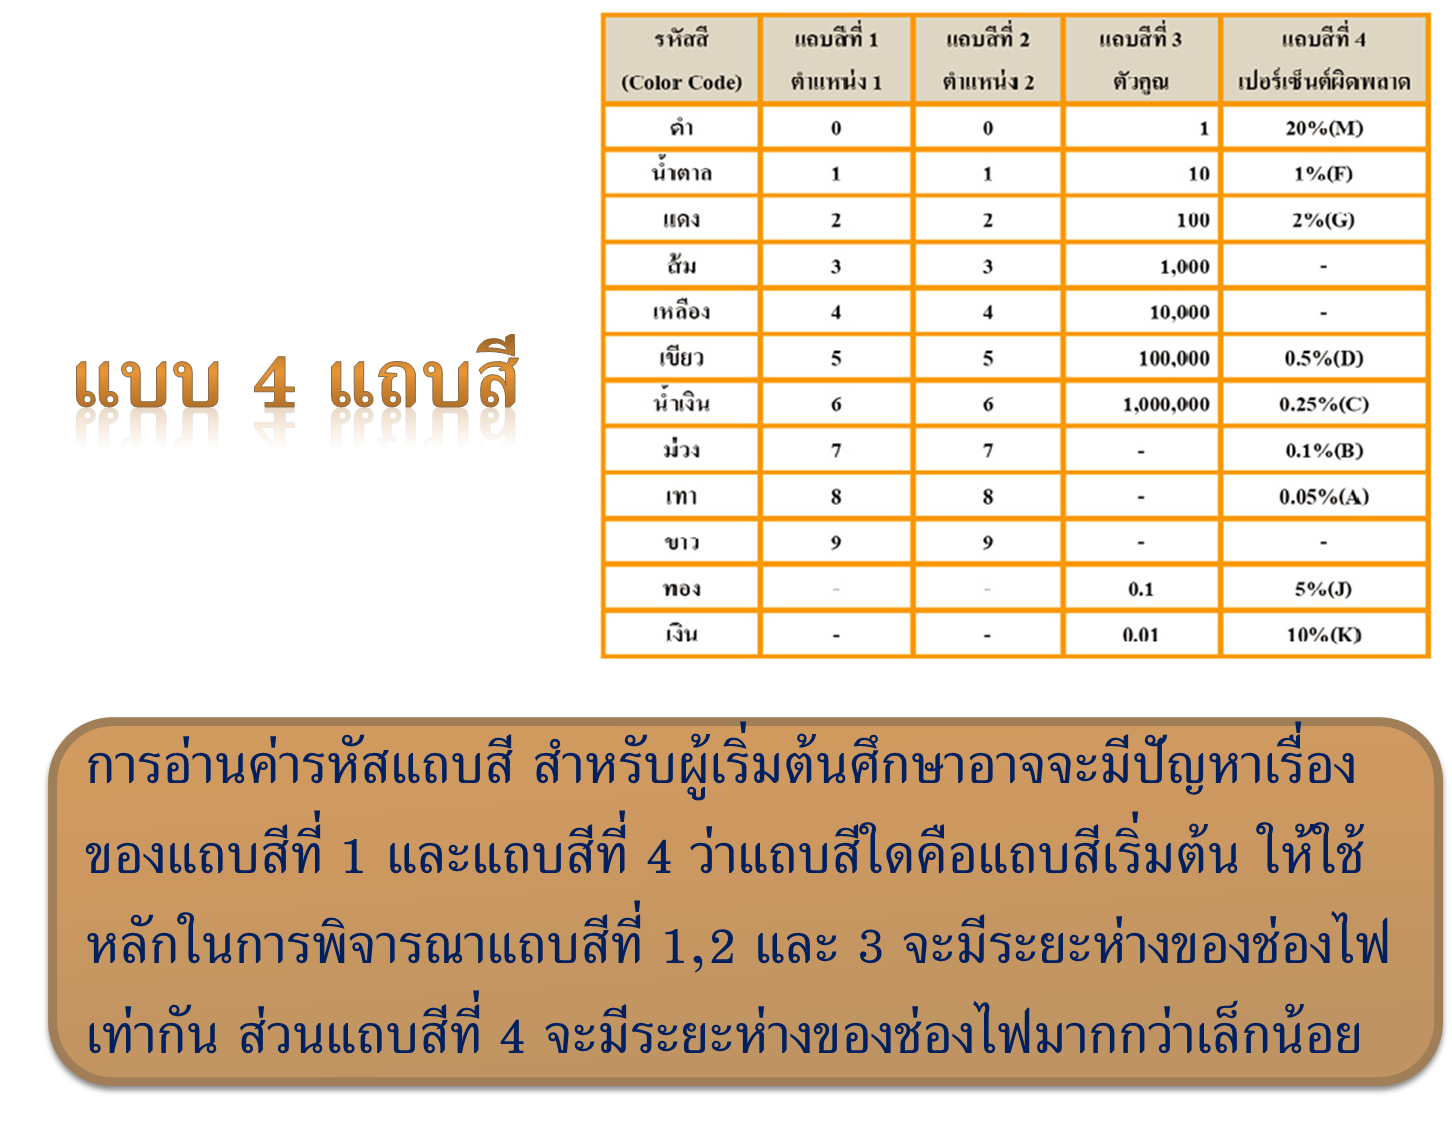 แบบ 4 แถบสี
รหัสสี แถบสีที่ 1 แถบสีที่ 2 แถบสีที่ 3 แถบสีที่ 4
(Color Code) ตำแหน่ง 1 ตำแหน่ง 2 ตัวคูณ เปอร์เซ็นต์ผิดพลาด
ดำ 0 0 1 20%(M)
น้ำตาล 1 1 10 1%(F)
แดง 2 2 100 2%(G)
ส้ม 3 3 1,000 -
เหลือง 4 4 10,000 -
เขียว 5 5 100,000 0.5%(D)
น้ำเงิน 6 6 1,000,000 0.25%(C)
ม่วง 7 7 - 0.1%(B)
เทา 8 8 - 0.05%(A)
ขาว 9 9 - -
ทอง - - 0.1 5%(J)
เงิน - - 0.01 10%(K)
การอ่านค่ารหัสแถบสี สำหรับผู้เริ่มต้นศึกษาอาจจะมีปัญหาเรื่อง
ของแถบสีที่ 1 และแถบสีที่ 4 ว่าแถบสีใดคือแถบสีเริ่มต้น ให้ใช้
หลักในการพิจารณาแถบสีที่ 1,2 และ 3 จะมีระยะห่างของช่องไฟ
เท่ากัน ส่วนแถบสีที่ 4 จะมีระยะห่างของช่องไฟมากกว่าเล็กน้อย